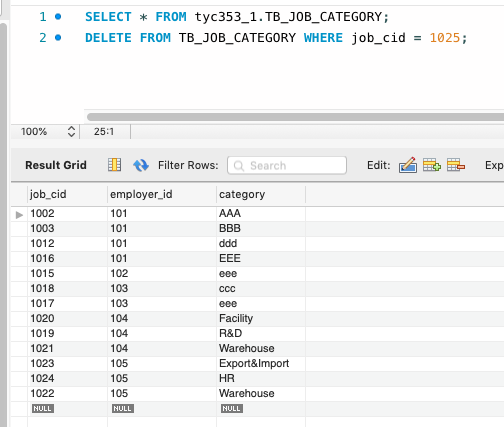 1 SELECT * FROM tyc353_1.TB_JOB_CATEGORY;
2 DELETE FROM TB_JOB_CATEGORY WHERE job_cid = 1025;
100% 25:1
Result Grid Filter Rows: Search Edit: Exp
job_cid employer_id category
1002 101 AAA
1003 101 BBB
1012 101 ddd
1016 101 EEE
1015 102 eee
1018 103 ccc
1017 103 eee
1020 104 Facility
1019 104 R&D
1021 104 Warehouse
1023 105 Export&Import
1024 105 HR
1022 105 Warehouse
NULL NULL NULL